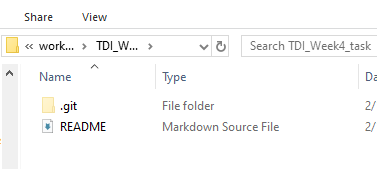 Share View
« work... > TDI_W... Search TDI_Week4_task
Name Type Da
.git File folder 2/
README Markdown Source File 2/